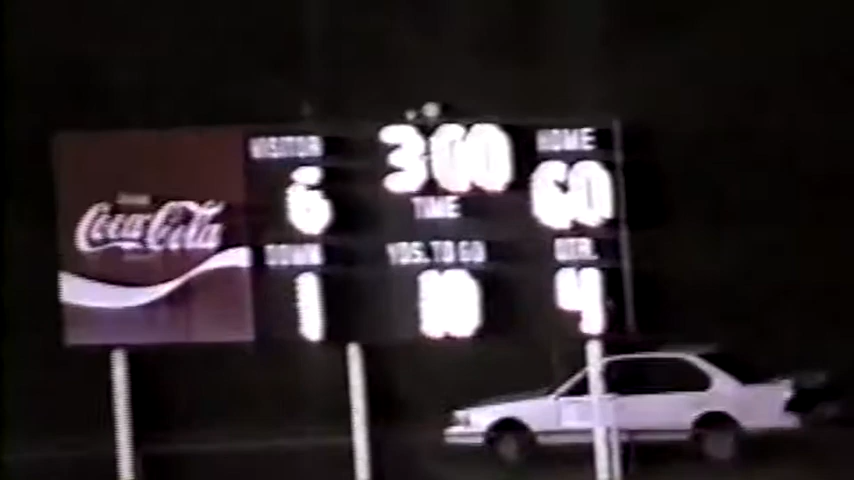 Coca-Cola
VISITOR
6
3:00
TIME
HOME
60
DOWN
1
YDS. TO GO
10
QTR.
4